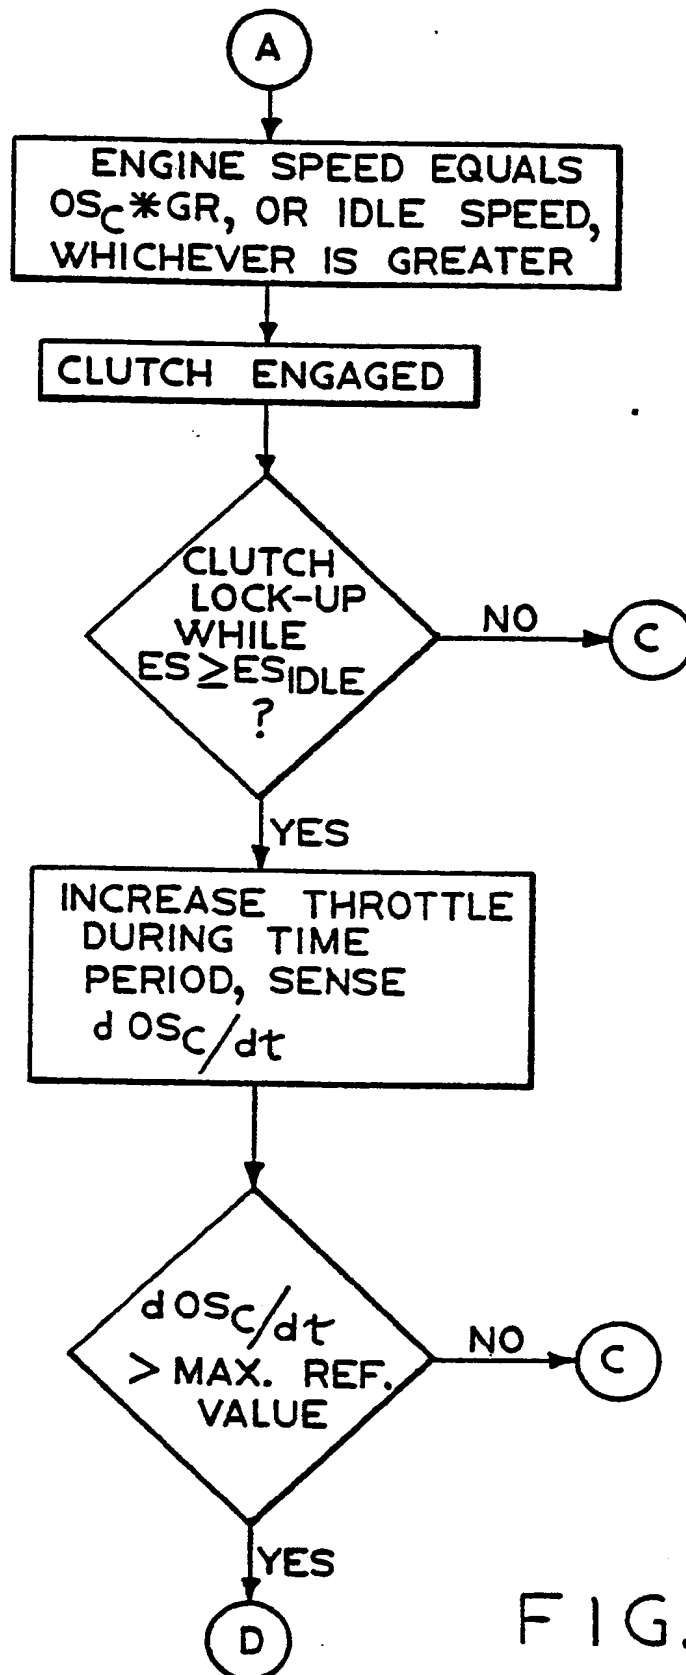 A
ENGINE SPEED EQUALS
OSC*GR, OR IDLE SPEED,
WHICHEVER IS GREATER
CLUTCH ENGAGED
CLUTCH
LOCK-UP
WHILE
ES≥ESIDLE
?
NO
C
YES
INCREASE THROTTLE
DURING TIME
PERIOD, SENSE
d OSC/dt
d OSC/dt
> MAX. REF.
VALUE
NO
C
YES
D
FIG.